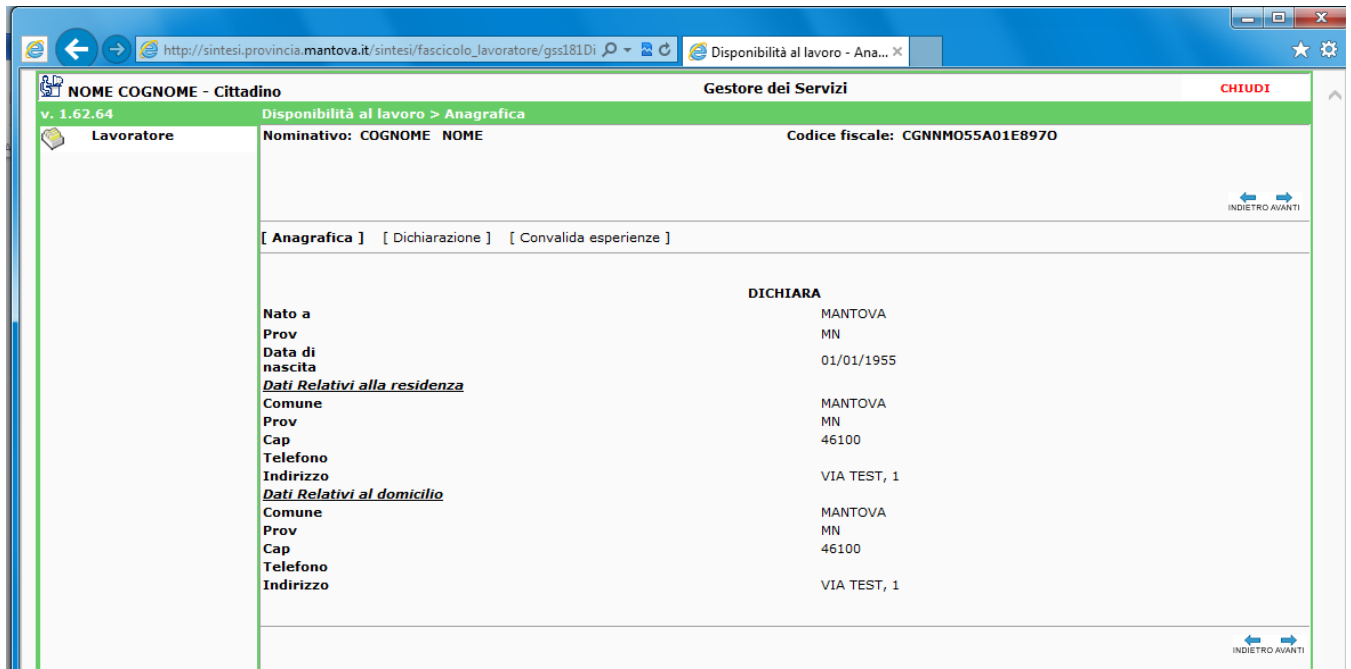 http://sintesi.provincia.mantova.it/sintesi/fascicolo_lavoratore/gss181Di
Disponibilità al lavoro - Ana...
NOME COGNOME - Cittadino Gestore dei Servizi CHIUDI
v. 1.62.64 Disponibilità al lavoro > Anagrafica
Lavoratore Nominativo: COGNOME NOME Codice fiscale: CGNNMO55A01E897O
INDIETRO AVANTI
[ Anagrafica ] [ Dichiarazione ] [ Convalida esperienze ]
DICHIARA
Nato a MANTOVA
Prov MN
Data di
nascita 01/01/1955
Dati Relativi alla residenza
Comune MANTOVA
Prov MN
Cap 46100
Telefono
Indirizzo VIA TEST, 1
Dati Relativi al domicilio
Comune MANTOVA
Prov MN
Cap 46100
Telefono
Indirizzo VIA TEST, 1
INDIETRO AVANTI